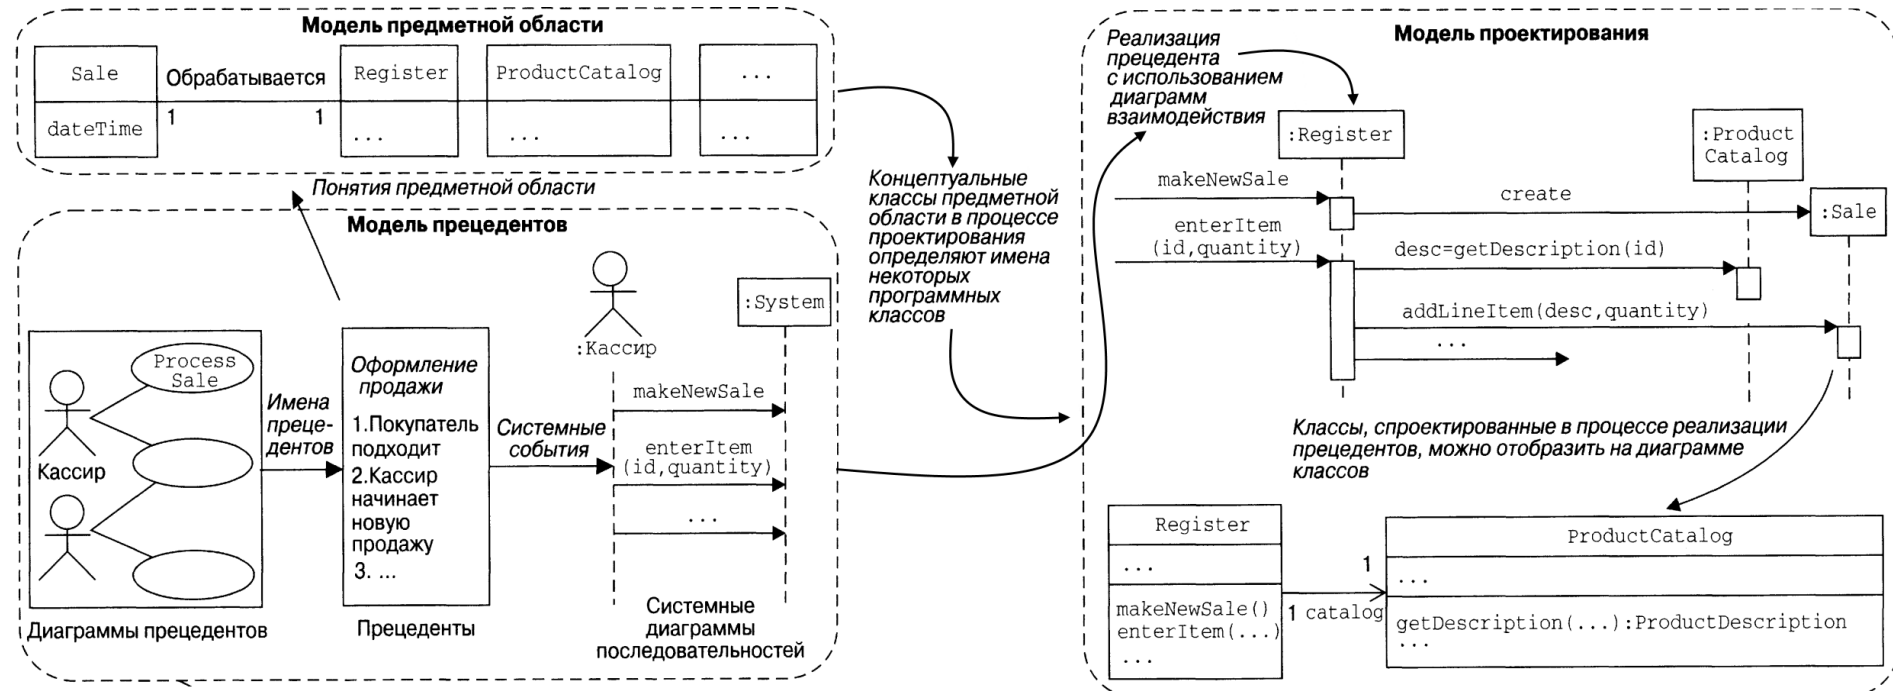 Модель предметной области
Sale
Обрабатывается
Register
ProductCatalog
...
dateTime
1
1
...
...
...
Понятия предметной области
Модель прецедентов
Process
Sale
Кассир
Диаграммы прецедентов
Имена
преце-
дентов
Оформление
продажи
1.Покупатель
подходит
2.Кассир
начинает
новую
продажу
3. ...
Прецеденты
Системные
события
:Кассир
:System
makeNewSale
enterItem
(id,quantity)
...
Системные
диаграммы
последовательностей
Концептуальные
классы предметной
области в процессе
проектирования
определяют имена
некоторых
программных
классов
Модель проектирования
Реализация
прецедента
с использованием
диаграмм
взаимодействия
:Register
:Product
Catalog
:Sale
makeNewSale
create
enterItem
(id,quantity)
desc=getDescription(id)
addLineItem(desc,quantity)
...
Классы, спроектированные в процессе реализации
прецедентов, можно отобразить на диаграмме
классов
Register
...
makeNewSale()
enterItem(...)
...
1
1 catalog
ProductCatalog
...
getDescription(...):ProductDescription
...